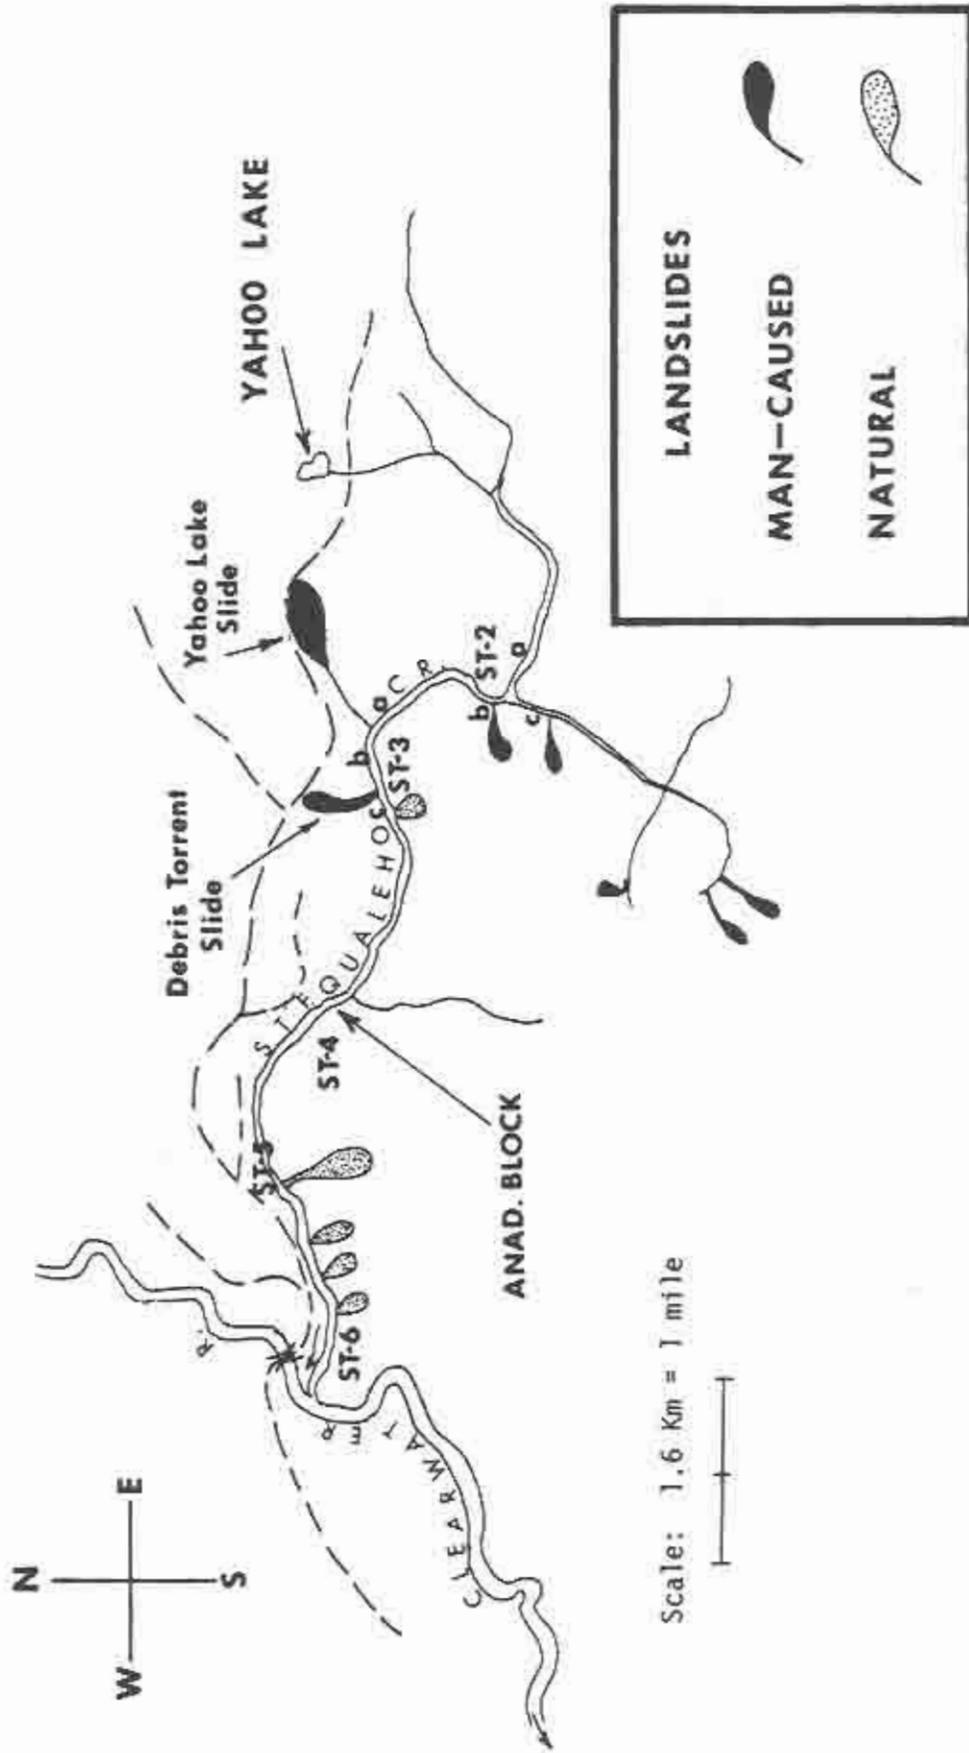 N
W
E
S
YAHOO LAKE
Yahoo Lake
Slide
Debris Torrent
Slide
STEQUALEHO CR.
CLEARWATER R.
ST-2
a
b
c
ST-3
a
b
c
ST-4
ST-5
ST-6
ANAD. BLOCK
Scale: 1.6 Km = 1 mile
LANDSLIDES
MAN—CAUSED
NATURAL